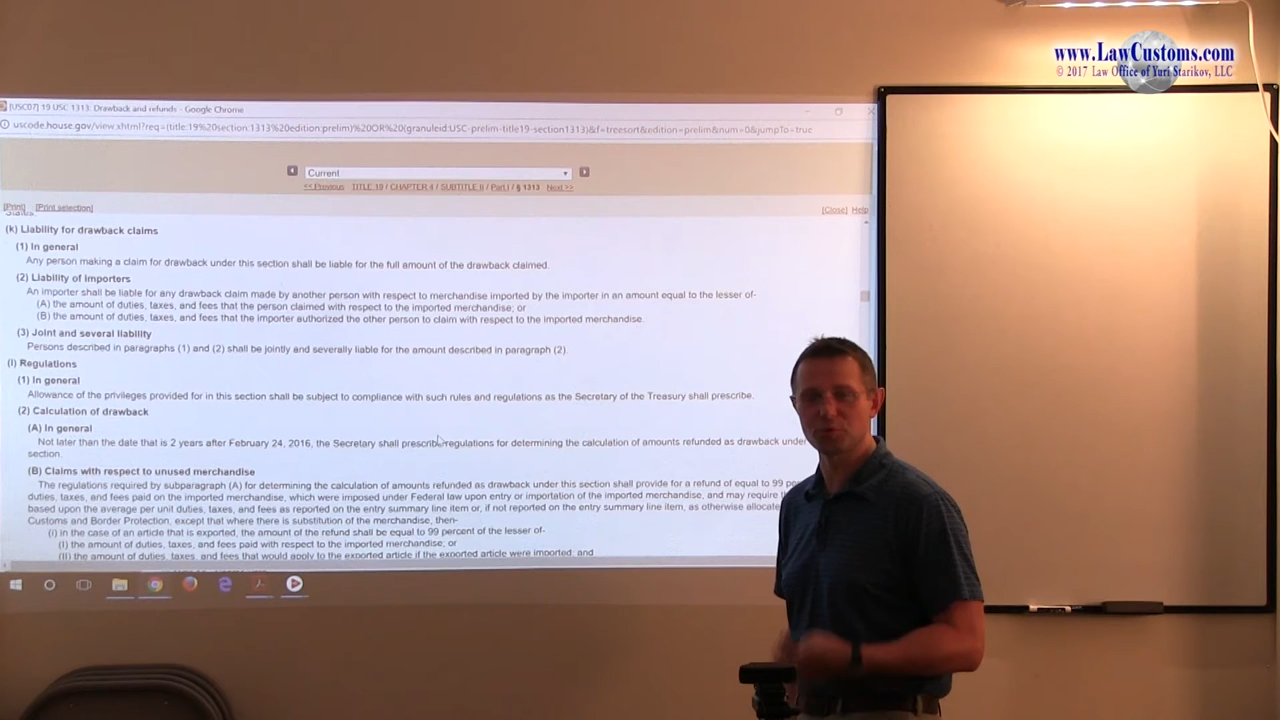 www.LawCustoms.com
© 2017 Law Office of Yuri Starikov, LLC
[USC07] 19 USC 1313: Drawback and refunds - Google Chrome
uscode.house.gov/view.xhtml?req=(title:19%20section:1313%20edition:prelim)%20OR%20(granuleid:USC-prelim-title19-section1313)&f=treesort&edition=prelim&num=0&jumpTo=true
Current
<< Previous TITLE 19 / CHAPTER 4 / SUBTITLE II / Part I / § 1313 Next >>
[Print] [Print selection] [Close] Help
States.
(k) Liability for drawback claims
(1) In general
Any person making a claim for drawback under this section shall be liable for the full amount of the drawback claimed.
(2) Liability of importers
An importer shall be liable for any drawback claim made by another person with respect to merchandise imported by the importer in an amount equal to the lesser of-
(A) the amount of duties, taxes, and fees that the person claimed with respect to the imported merchandise; or
(B) the amount of duties, taxes, and fees that the importer authorized the other person to claim with respect to the imported merchandise.
(3) Joint and several liability
Persons described in paragraphs (1) and (2) shall be jointly and severally liable for the amount described in paragraph (2).
(l) Regulations
(1) In general
Allowance of the privileges provided for in this section shall be subject to compliance with such rules and regulations as the Secretary of the Treasury shall prescribe.
(2) Calculation of drawback
(A) In general
Not later than the date that is 2 years after February 24, 2016, the Secretary shall prescribe regulations for determining the calculation of amounts refunded as drawback under
section.
(B) Claims with respect to unused merchandise
The regulations required by subparagraph (A) for determining the calculation of amounts refunded as drawback under this section shall provide for a refund of equal to 99 per
duties, taxes, and fees paid on the imported merchandise, which were imposed under Federal law upon entry or importation of the imported merchandise, and may require
based upon the average per unit duties, taxes, and fees as reported on the entry summary line item or, if not reported on the entry summary line item, as otherwise allocate
Customs and Border Protection, except that where there is substitution of the merchandise, then-
(i) in the case of an article that is exported, the amount of the refund shall be equal to 99 percent of the lesser of-
(I) the amount of duties, taxes, and fees paid with respect to the imported merchandise; or
(II) the amount of duties, taxes, and fees that would apply to the exported article if the exported article were imported; and